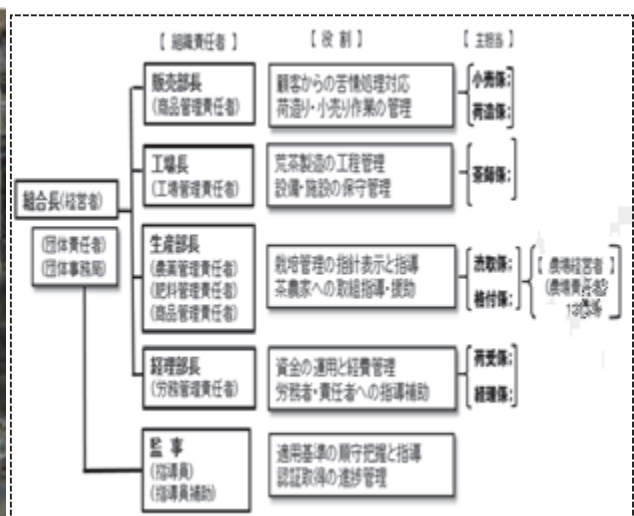 【 組織責任者 】
【 役 割 】
【 主担当 】
販売部長
(商品管理責任者)
顧客からの苦情処理対応
荷造り・小売り作業の管理
小売係:
荷造係:
工場長
(工場管理責任者)
荒茶製造の工程管理
設備・施設の保守管理
茶師係:
組合長(経営者)
(団体責任者)
(団体事務局)
生産部長
(農薬管理責任者)
(肥料管理責任者)
(商品管理責任者)
栽培管理の指針表示と指導
茶農家への取組指導・援助
格付係:
【 農場経営者 】
(農場責任者)
経理部長
(労務管理責任者)
資金の運用と経費管理
労務者・責任者への指導補助
荷受係:
経理係:
監 事
(指導員)
(指導員補助)
適用基準の順守把握と指導
認証取得の進捗管理